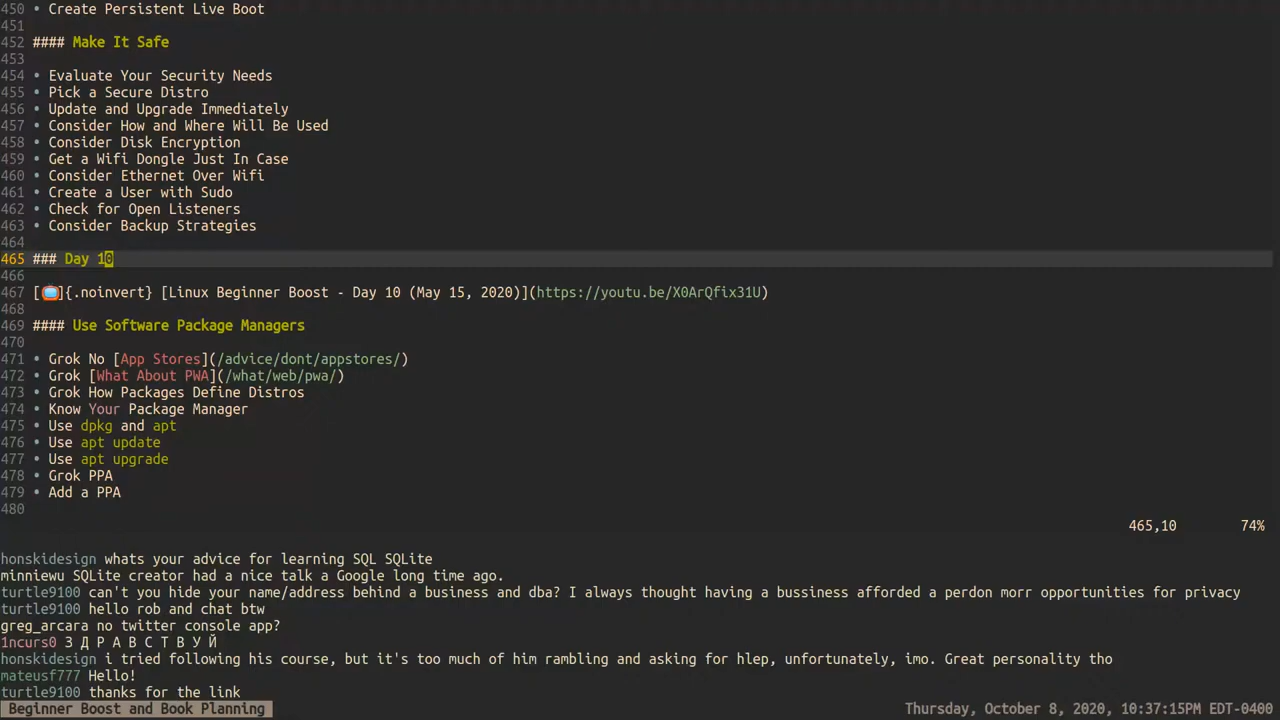 450 • Create Persistent Live Boot
451
452 #### Make It Safe
453
454 • Evaluate Your Security Needs
455 • Pick a Secure Distro
456 • Update and Upgrade Immediately
457 • Consider How and Where Will Be Used
458 • Consider Disk Encryption
459 • Get a Wifi Dongle Just In Case
460 • Consider Ethernet Over Wifi
461 • Create a User with Sudo
462 • Check for Open Listeners
463 • Consider Backup Strategies
464
465 ### Day 10
466
467 [📺]{.noinvert} [Linux Beginner Boost - Day 10 (May 15, 2020)](https://youtu.be/X0ArQfix31U)
468
469 #### Use Software Package Managers
470
471 • Grok No [App Stores](/advice/dont/appstores/)
472 • Grok [What About PWA](/what/web/pwa/)
473 • Grok How Packages Define Distros
474 • Know Your Package Manager
475 • Use dpkg and apt
476 • Use apt update
477 • Use apt upgrade
478 • Grok PPA
479 • Add a PPA
480
465,10 74%
honskidesign whats your advice for learning SQL SQLite
minniewu SQLite creator had a nice talk a Google long time ago.
turtle9100 can't you hide your name/address behind a business and dba? I always thought having a bussiness afforded a perdon morr opportunities for privacy
turtle9100 hello rob and chat btw
greg_arcara no twitter console app?
1ncurs0 З Д Р А В С Т В У Й
honskidesign i tried following his course, but it's too much of him rambling and asking for hlep, unfortunately, imo. Great personality tho
mateusf777 Hello!
turtle9100 thanks for the link
Beginner Boost and Book Planning Thursday, October 8, 2020, 10:37:15PM EDT-0400